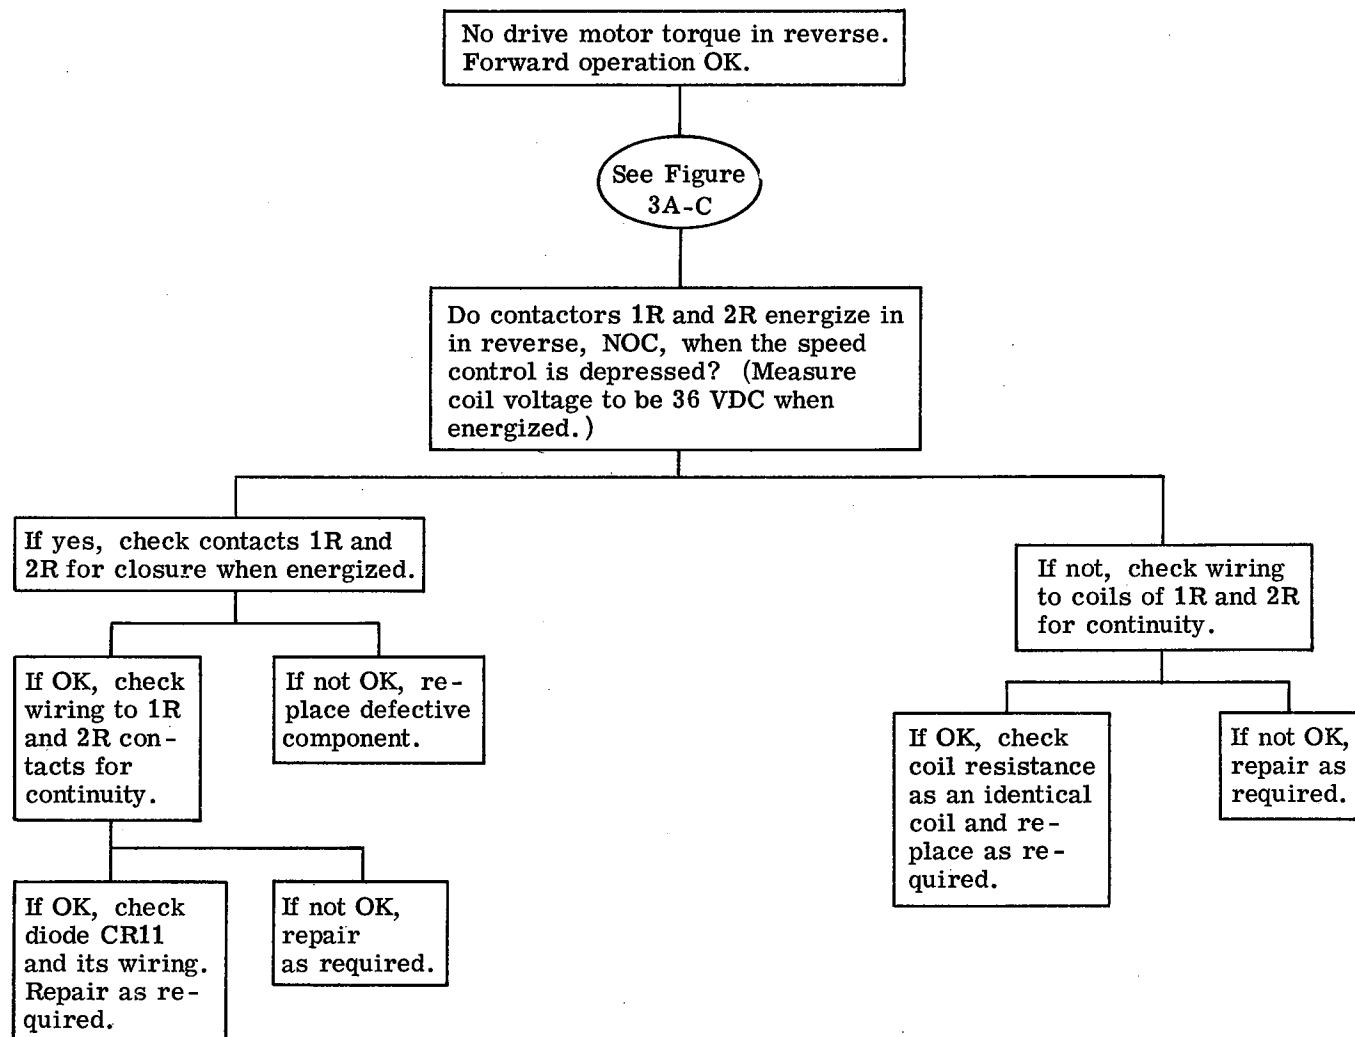 No drive motor torque in reverse.
Forward operation OK.
See Figure
3A-C
Do contactors 1R and 2R energize in
in reverse, NOC, when the speed
control is depressed? (Measure
coil voltage to be 36 VDC when
energized.)
If yes, check contacts 1R and
2R for closure when energized.
If not, check wiring
to coils of 1R and 2R
for continuity.
If OK, check
wiring to 1R
and 2R con-
tacts for
continuity.
If not OK, re-
place defective
component.
If OK, check
coil resistance
as an identical
coil and re-
place as re-
quired.
If not OK,
repair as
required.
If OK, check
diode CR11
and its wiring.
Repair as re-
quired.
If not OK,
repair
as required.